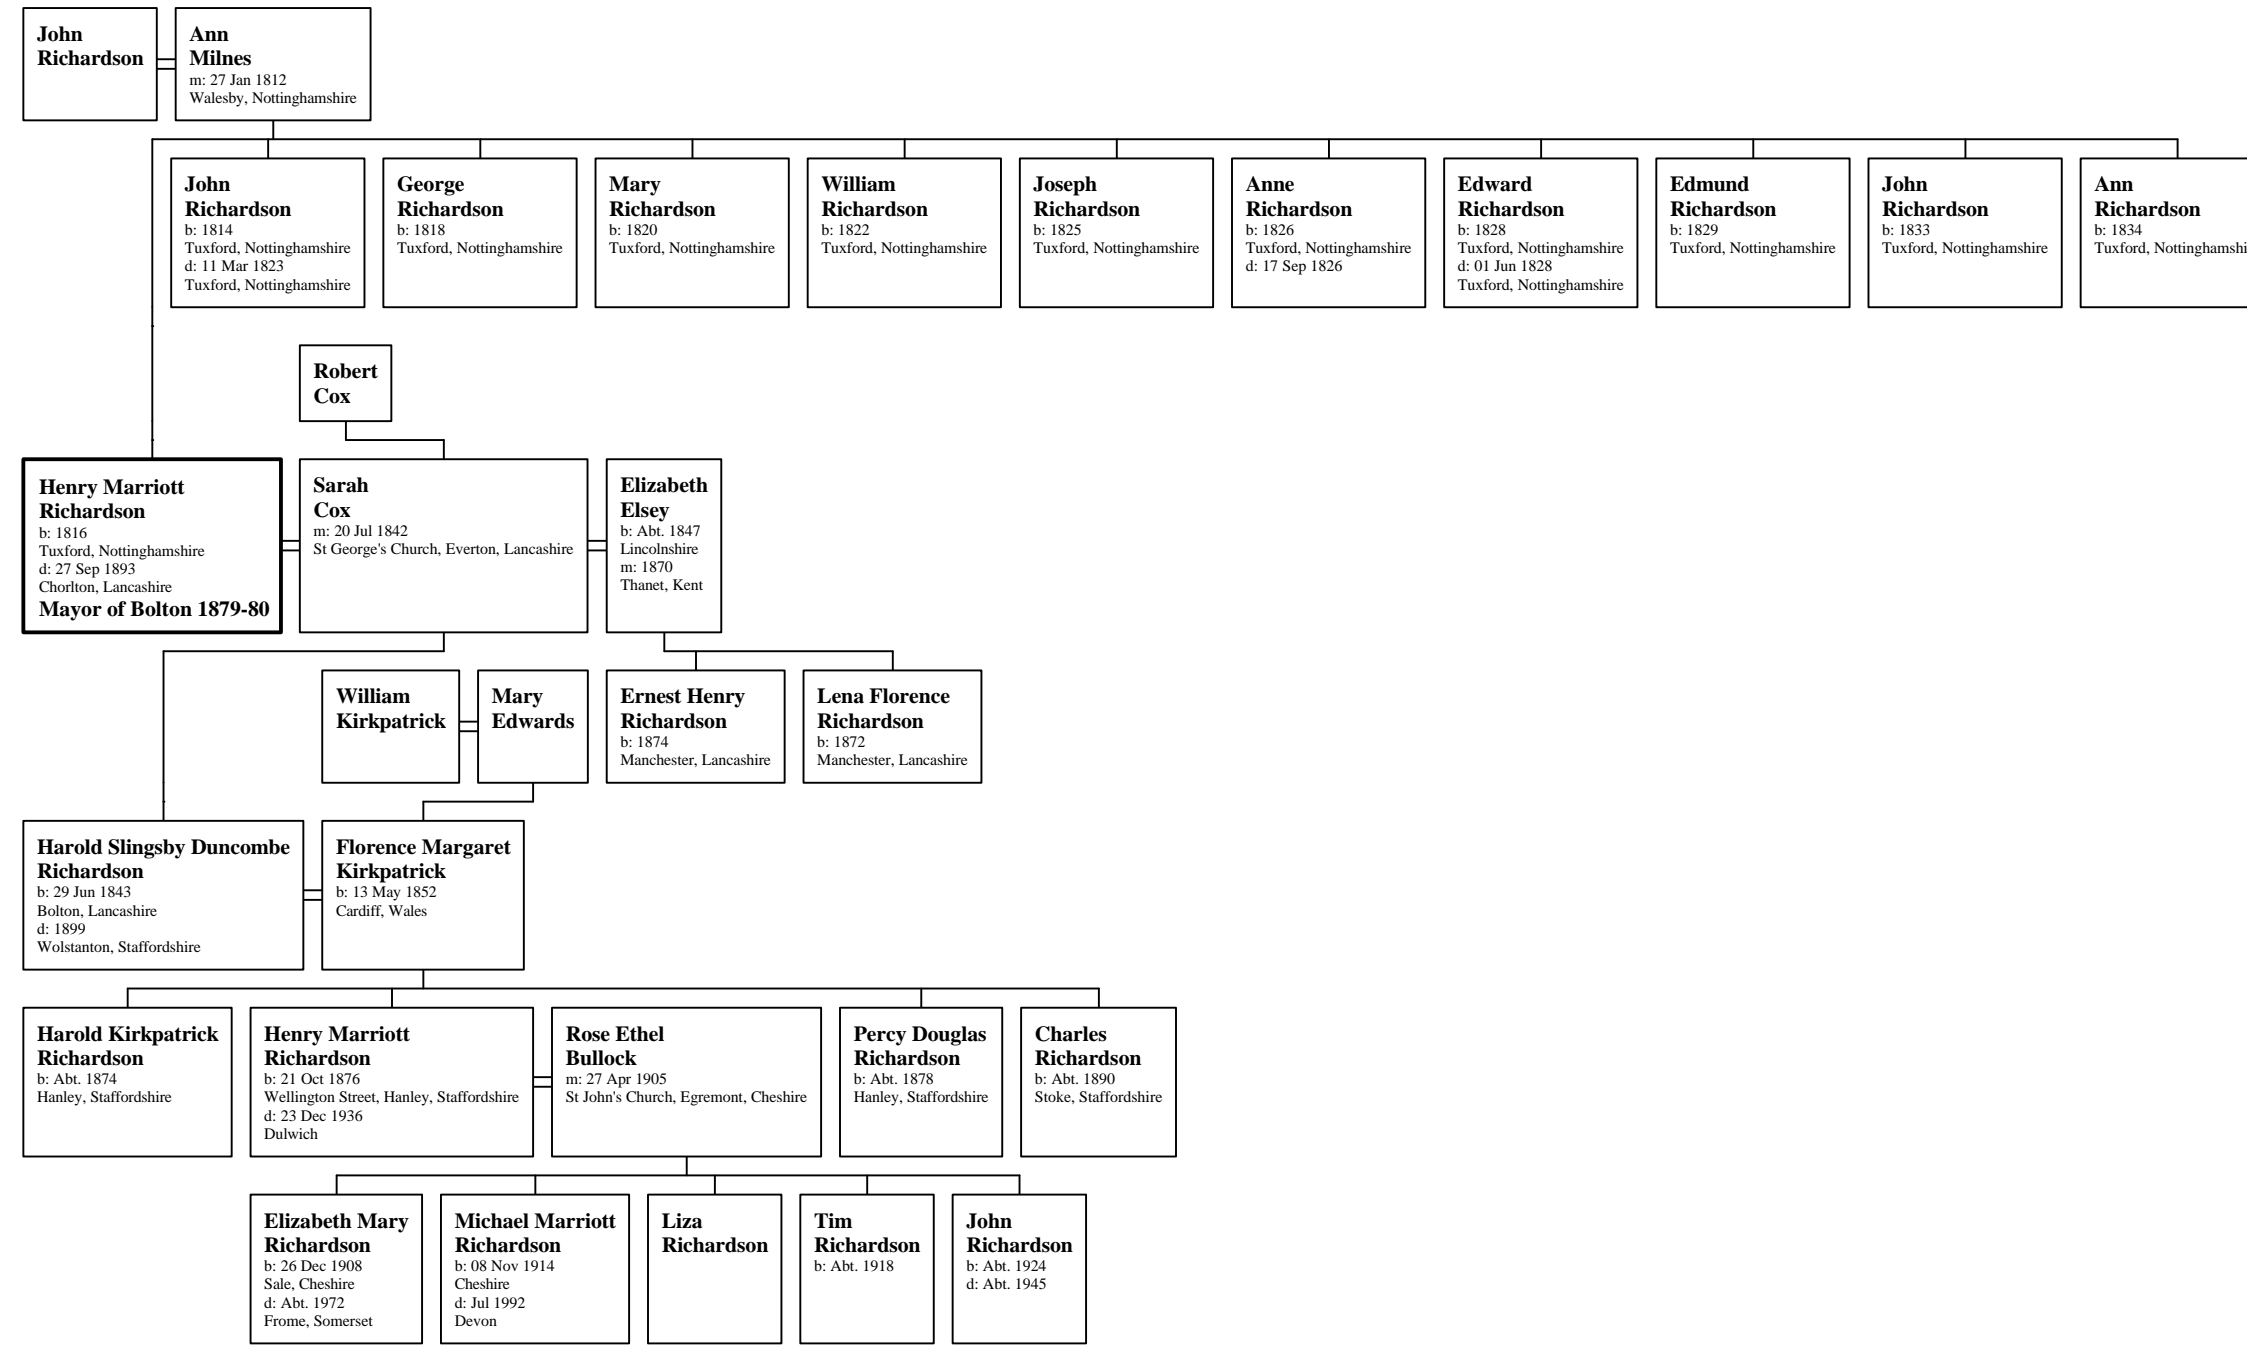 John
Richardson
Ann
Milnes
m: 27 Jan 1812
Walesby, Nottinghamshire
John
Richardson
b: 1814
Tuxford, Nottinghamshire
d: 11 Mar 1823
Tuxford, Nottinghamshire
George
Richardson
b: 1818
Tuxford, Nottinghamshire
Mary
Richardson
b: 1820
Tuxford, Nottinghamshire
William
Richardson
b: 1822
Tuxford, Nottinghamshire
Joseph
Richardson
b: 1825
Tuxford, Nottinghamshire
Anne
Richardson
b: 1826
Tuxford, Nottinghamshire
d: 17 Sep 1826
Edward
Richardson
b: 1828
Tuxford, Nottinghamshire
d: 01 Jun 1828
Tuxford, Nottinghamshire
Edmund
Richardson
b: 1829
Tuxford, Nottinghamshire
John
Richardson
b: 1833
Tuxford, Nottinghamshire
Ann
Richardson
b: 1834
Tuxford, Nottinghamshi
Robert
Cox
Henry Marriott
Richardson
b: 1816
Tuxford, Nottinghamshire
d: 27 Sep 1893
Chorlton, Lancashire
Mayor of Bolton 1879-80
Sarah
Cox
m: 20 Jul 1842
St George's Church, Everton, Lancashire
Elizabeth
Elsey
b: Abt. 1847
Lincolnshire
m: 1870
Thanet, Kent
William
Kirkpatrick
Mary
Edwards
Ernest Henry
Richardson
b: 1874
Manchester, Lancashire
Lena Florence
Richardson
b: 1872
Manchester, Lancashire
Harold Slingsby Duncombe
Richardson
b: 29 Jun 1843
Bolton, Lancashire
d: 1899
Wolstanton, Staffordshire
Florence Margaret
Kirkpatrick
b: 13 May 1852
Cardiff, Wales
Harold Kirkpatrick
Richardson
b: Abt. 1874
Hanley, Staffordshire
Henry Marriott
Richardson
b: 21 Oct 1876
Wellington Street, Hanley, Staffordshire
d: 23 Dec 1936
Dulwich
Rose Ethel
Bullock
m: 27 Apr 1905
St John's Church, Egremont, Cheshire
Percy Douglas
Richardson
b: Abt. 1878
Hanley, Staffordshire
Charles
Richardson
b: Abt. 1890
Stoke, Staffordshire
Elizabeth Mary
Richardson
b: 26 Dec 1908
Sale, Cheshire
d: Abt. 1972
Frome, Somerset
Michael Marriott
Richardson
b: 08 Nov 1914
Cheshire
d: Jul 1992
Devon
Liza
Richardson
Tim
Richardson
b: Abt. 1918
John
Richardson
b: Abt. 1924
d: Abt. 1945